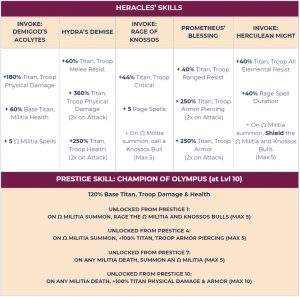 HERACLES' SKILLS
INVOKE:
DEMIGOD'S
ACOLYTES
HYDRA'S DEMISE
INVOKE:
RAGE OF
KNOSSOS
PROMETHEUS'
BLESSING
INVOKE:
HERCULEAN NIGHT
+180% Titan, Troop
Physical Damage
+ 60% Base Titan,
Militia Health
+ 5 Ω Militia Spells
+40% Titan, Troop
Melee Resist
+ 360% Titan,
Troop Physical
Damage
(2x on Attack)
+250% Titan,
Troop Health
(2x on Attack)
+44% Titan, Troop
Critical
+ 5 Rage Spells
+ On Ω Militia
summon, call a
Knossos Bull
(Max 5)
+ 40% Titan, Troop
Ranged Resist
+ 250% Titan, Troop
Armor Piercing
(2x on Attack)
+ 250% Titan, Troop
Armor
(2x on Attack)
+40% Titan, Troop All
Elemental Resist
+40% Rage Spell
Duration
+ On Ω Militia
summon, Shield the
Ω Militia and Knossos
Bulls
(Max 5)
PRESTIGE SKILL: CHAMPION OF OLYMPUS (at Lvl 10)
120% Base Titan, Troop Damage & Health
UNLOCKED FROM PRESTIGE 1:
ON Ω MILITIA SUMMON, RAGE THE Ω MILITIA AND KNOSSOS BULLS (MAX 5)
UNLOCKED FROM PRESTIGE 4:
ON Ω MILITIA SUMMON, +100% TITAN, TROOP ARMOR PIERCING (MAX 5)
UNLOCKED FROM PRESTIGE 7:
ON ANY MILITIA DEATH, SUMMON AN Ω MILITIA (MAX 5)
UNLOCKED FROM PRESTIGE 10:
ON ANY MILITIA DEATH, +100% TITAN PHYSICAL DAMAGE & ARMOR (MAX 10)